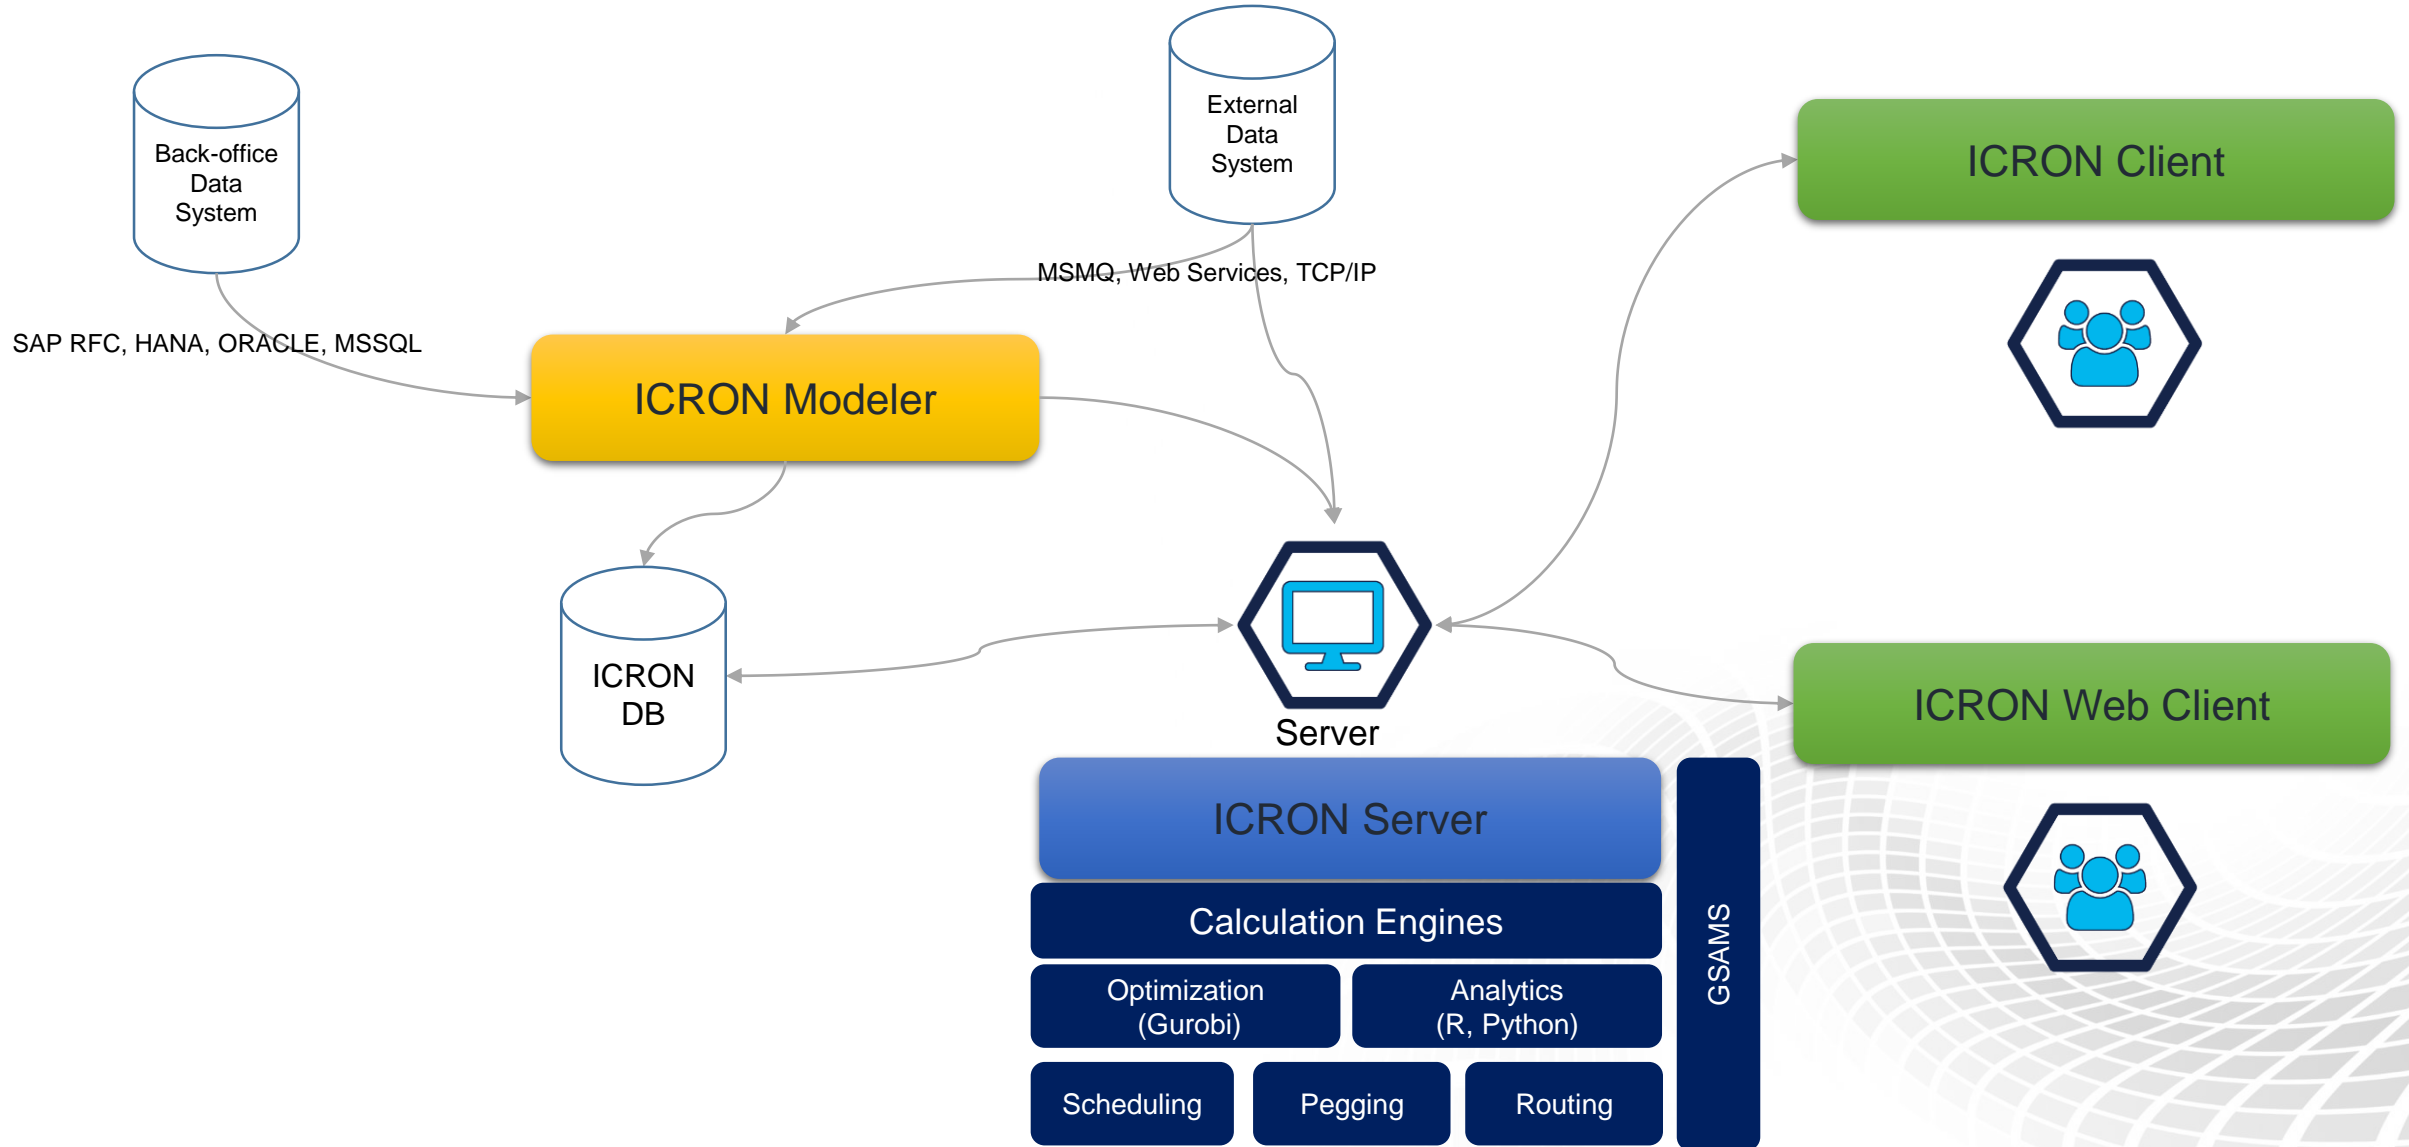 External
Data
System
Back-office
Data
System
ICRON Client
MSMQ, Web Services, TCP/IP
SAP RFC, HANA, ORACLE, MSSQL
ICRON Modeler
ICRON
DB
Server
ICRON Web Client
ICRON Server
Calculation Engines
GSAMS
Optimization
(Gurobi)
Analytics
(R, Python)
Scheduling
Pegging
Routing